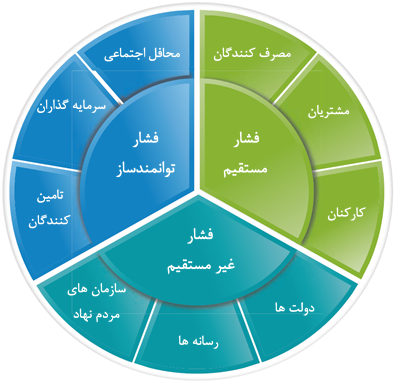 محافل اجتماعی
مصرف کنندگان
سرمایه گذاران
مشتریان
فشار
توانمندساز
فشار
مستقیم
تامین
کنندگان
کارکنان
فشار
غیر مستقیم
سازمان های
مردم نهاد
دولت ها
رسانه ها